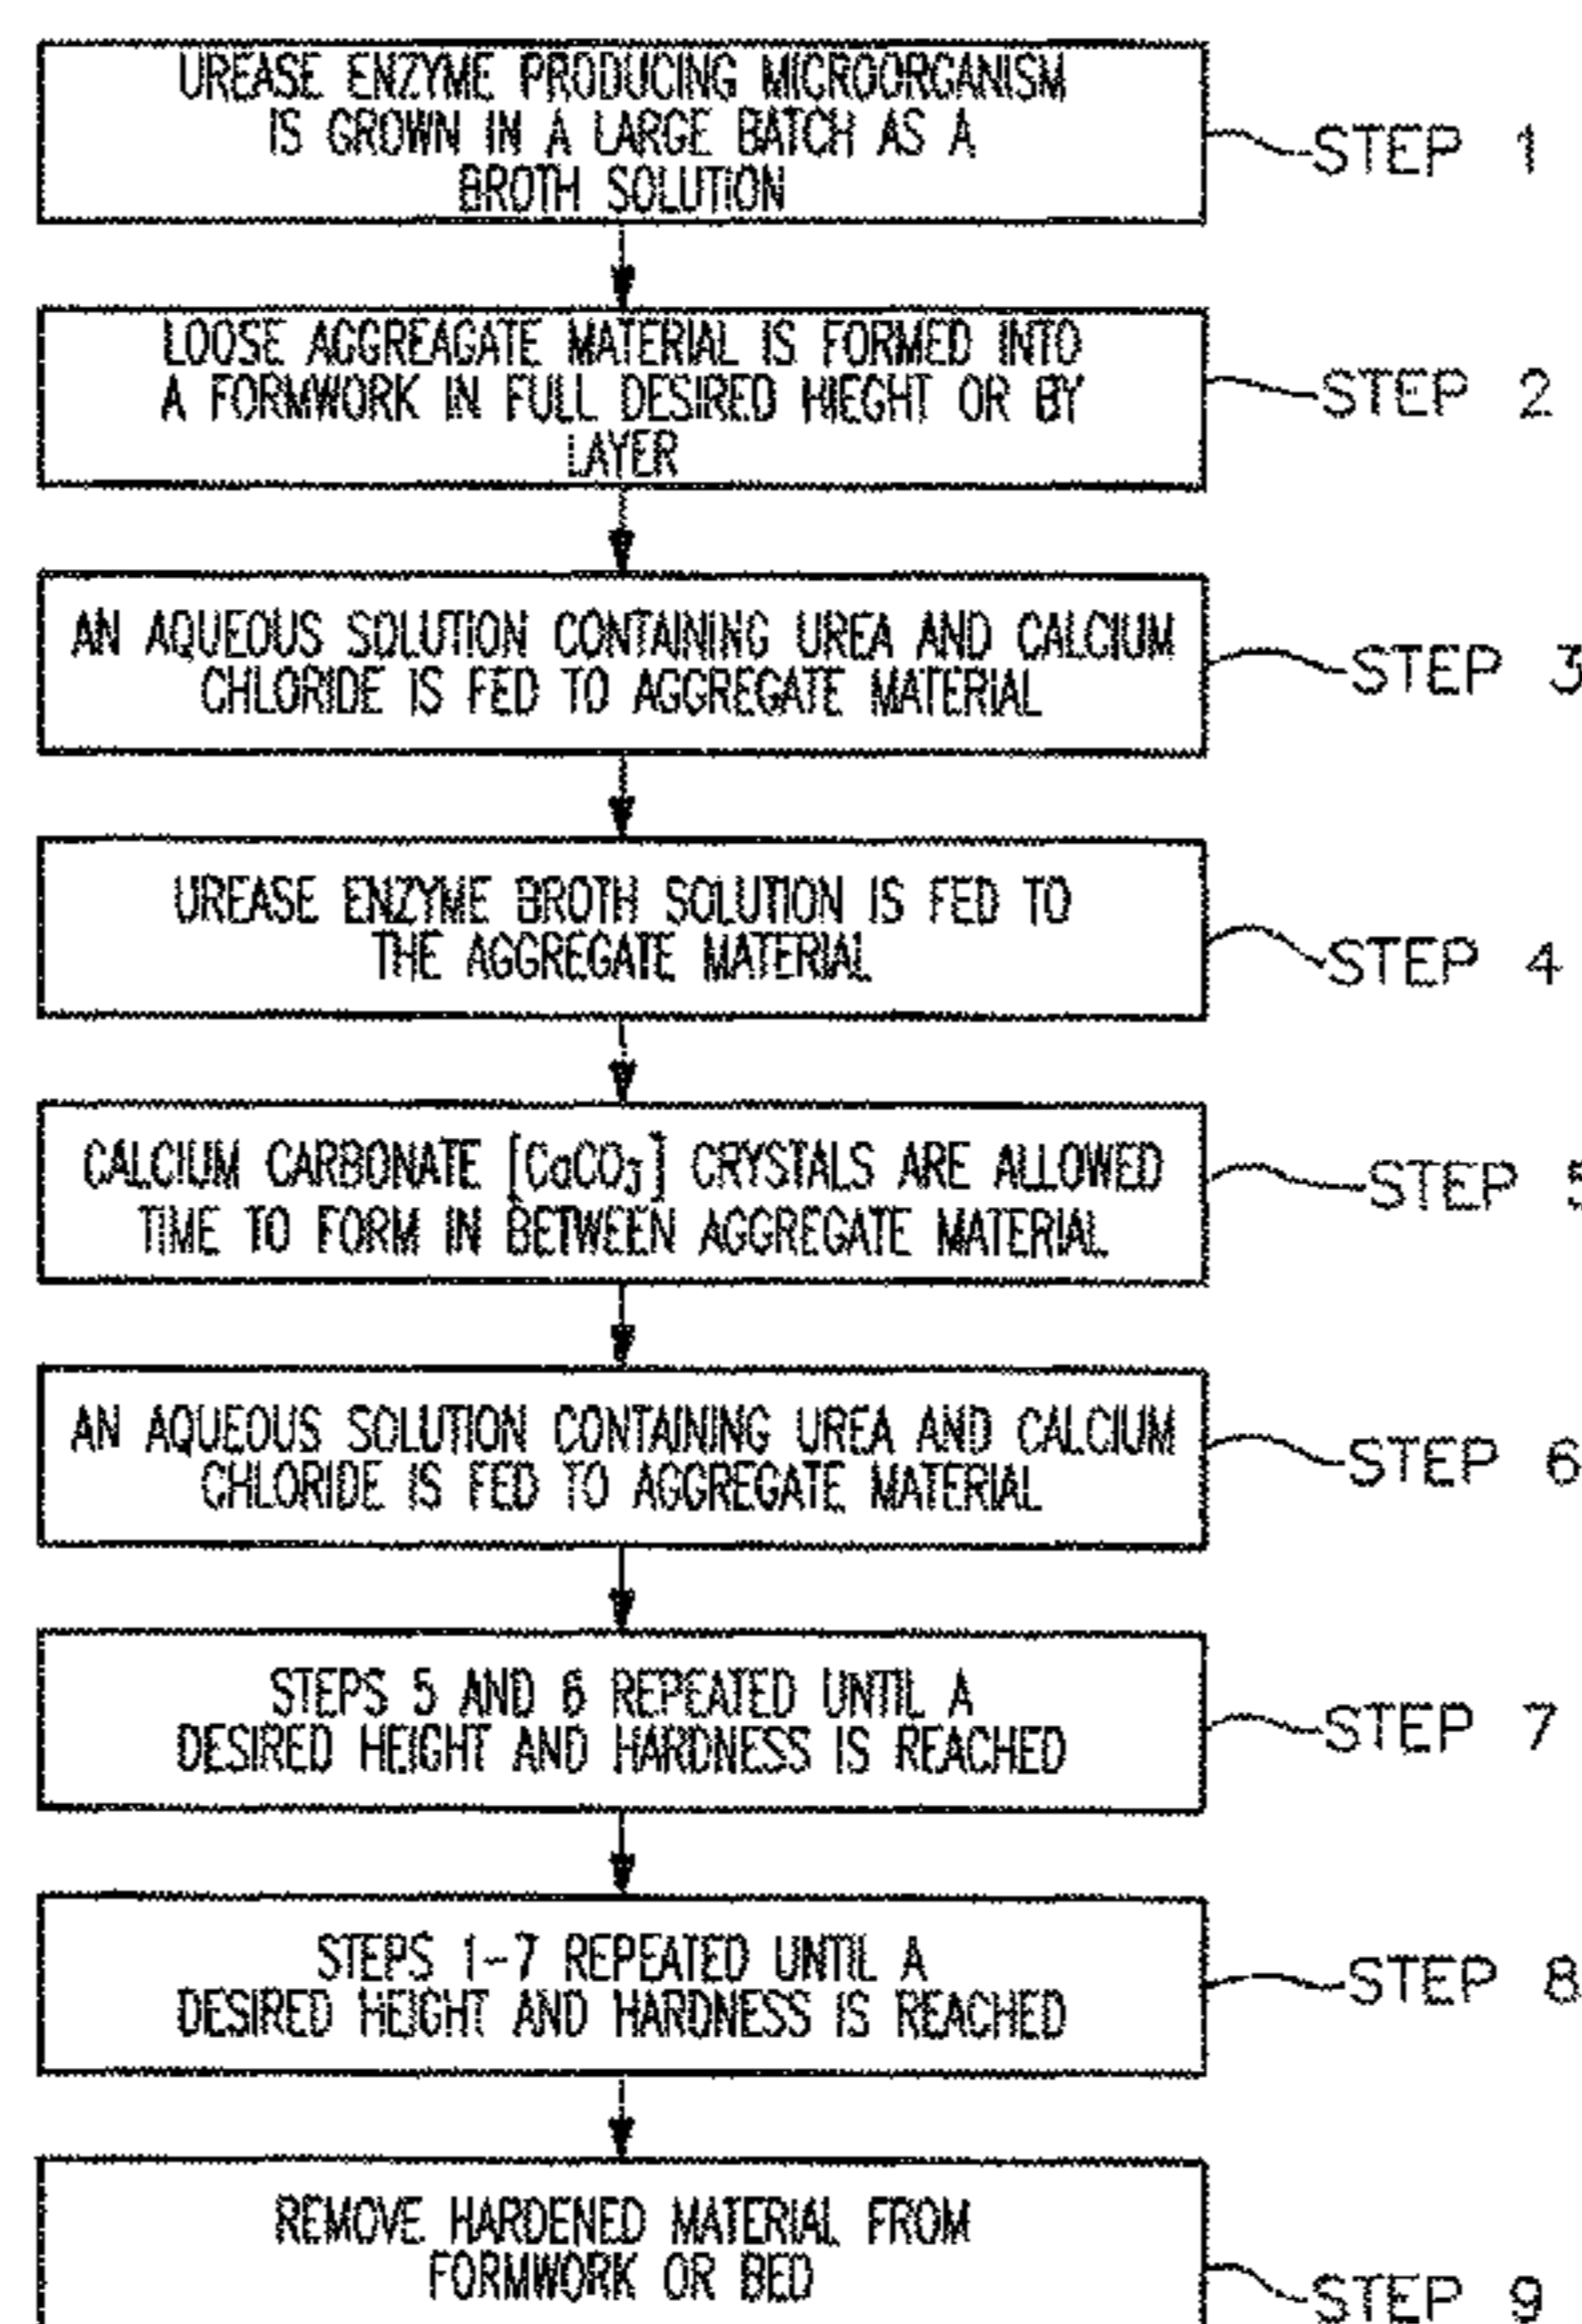 UREASE ENZYME PRODUCING MICROORGANISM
IS GROWN IN A LARGE BATCH AS A
BROTH SOLUTION
STEP 1
LOOSE AGGREAGATE MATERIAL IS FORMED INTO
A FORMWORK IN FULL DESIRED HIEGHT OR BY
LAYER
STEP 2
AN AQUEOUS SOLUTION CONTAINING UREA AND CALCIUM
CHLORIDE IS FED TO AGGREGATE MATERIAL
STEP 3
UREASE ENZYME BROTH SOLUTION IS FED TO
THE AGGREGATE MATERIAL
STEP 4
CALCIUM CARBONATE [CaCO₃] CRYSTALS ARE ALLOWED
TIME TO FORM IN BETWEEN AGGREGATE MATERIAL
STEP 5
AN AQUEOUS SOLUTION CONTAINING UREA AND CALCIUM
CHLORIDE IS FED TO AGGREGATE MATERIAL
STEP 6
STEPS 5 AND 6 REPEATED UNTIL A
DESIRED HEIGHT AND HARDNESS IS REACHED
STEP 7
STEPS 1-7 REPEATED UNTIL A
DESIRED HEIGHT AND HARDNESS IS REACHED
STEP 8
REMOVE HARDENED MATERIAL FROM
FORMWORK OR BED
STEP 9